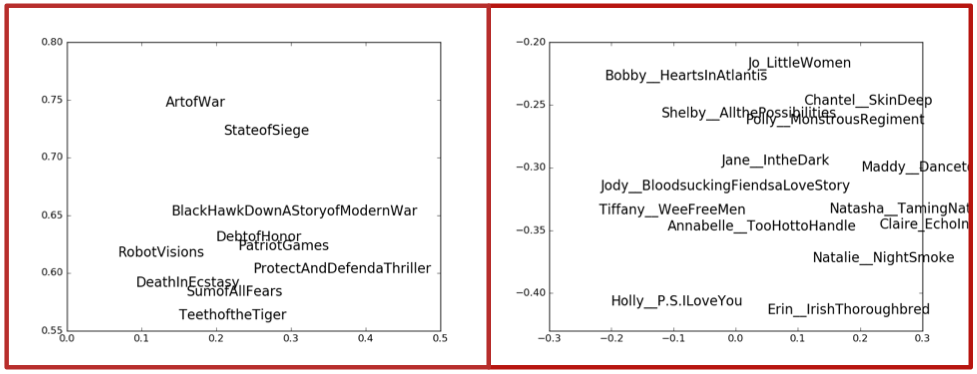 0.80
0.75
0.70
0.65
0.60
0.55
0.0 0.1 0.2 0.3 0.4 0.5
ArtofWar
StateofSiege
BlackHawkDownAStoryofModernWar
DebtofHonor
PatriotGames
RobotVisions
ProtectAndDefendaThriller
DeathInEcstasy
SumofAllFears
TeethoftheTiger
−0.20
−0.25
−0.30
−0.35
−0.40
−0.3 −0.2 −0.1 0.0 0.1 0.2 0.3
Jo_LittleWomen
Bobby__HeartsInAtlantis
Chantel__SkinDeep
Shelby__AllthePossibilities
Polly__MonstrousRegiment
Jane__IntheDark
Maddy__Dancet
Jody__BloodsuckingFiendsaLoveStory
Tiffany__WeeFreeMen
Natasha__TamingNat
Annabelle__TooHottoHandle
Claire_EchoIn
Natalie__NightSmoke
Holly__P.S.ILoveYou
Erin__IrishThoroughbred